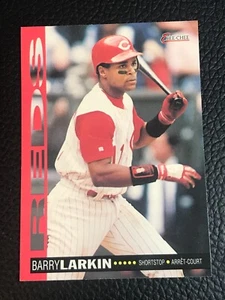 O-PEE-CHEE
REDS
BARRY LARKIN ••••• SHORTSTOP • ARRÊT-COURT